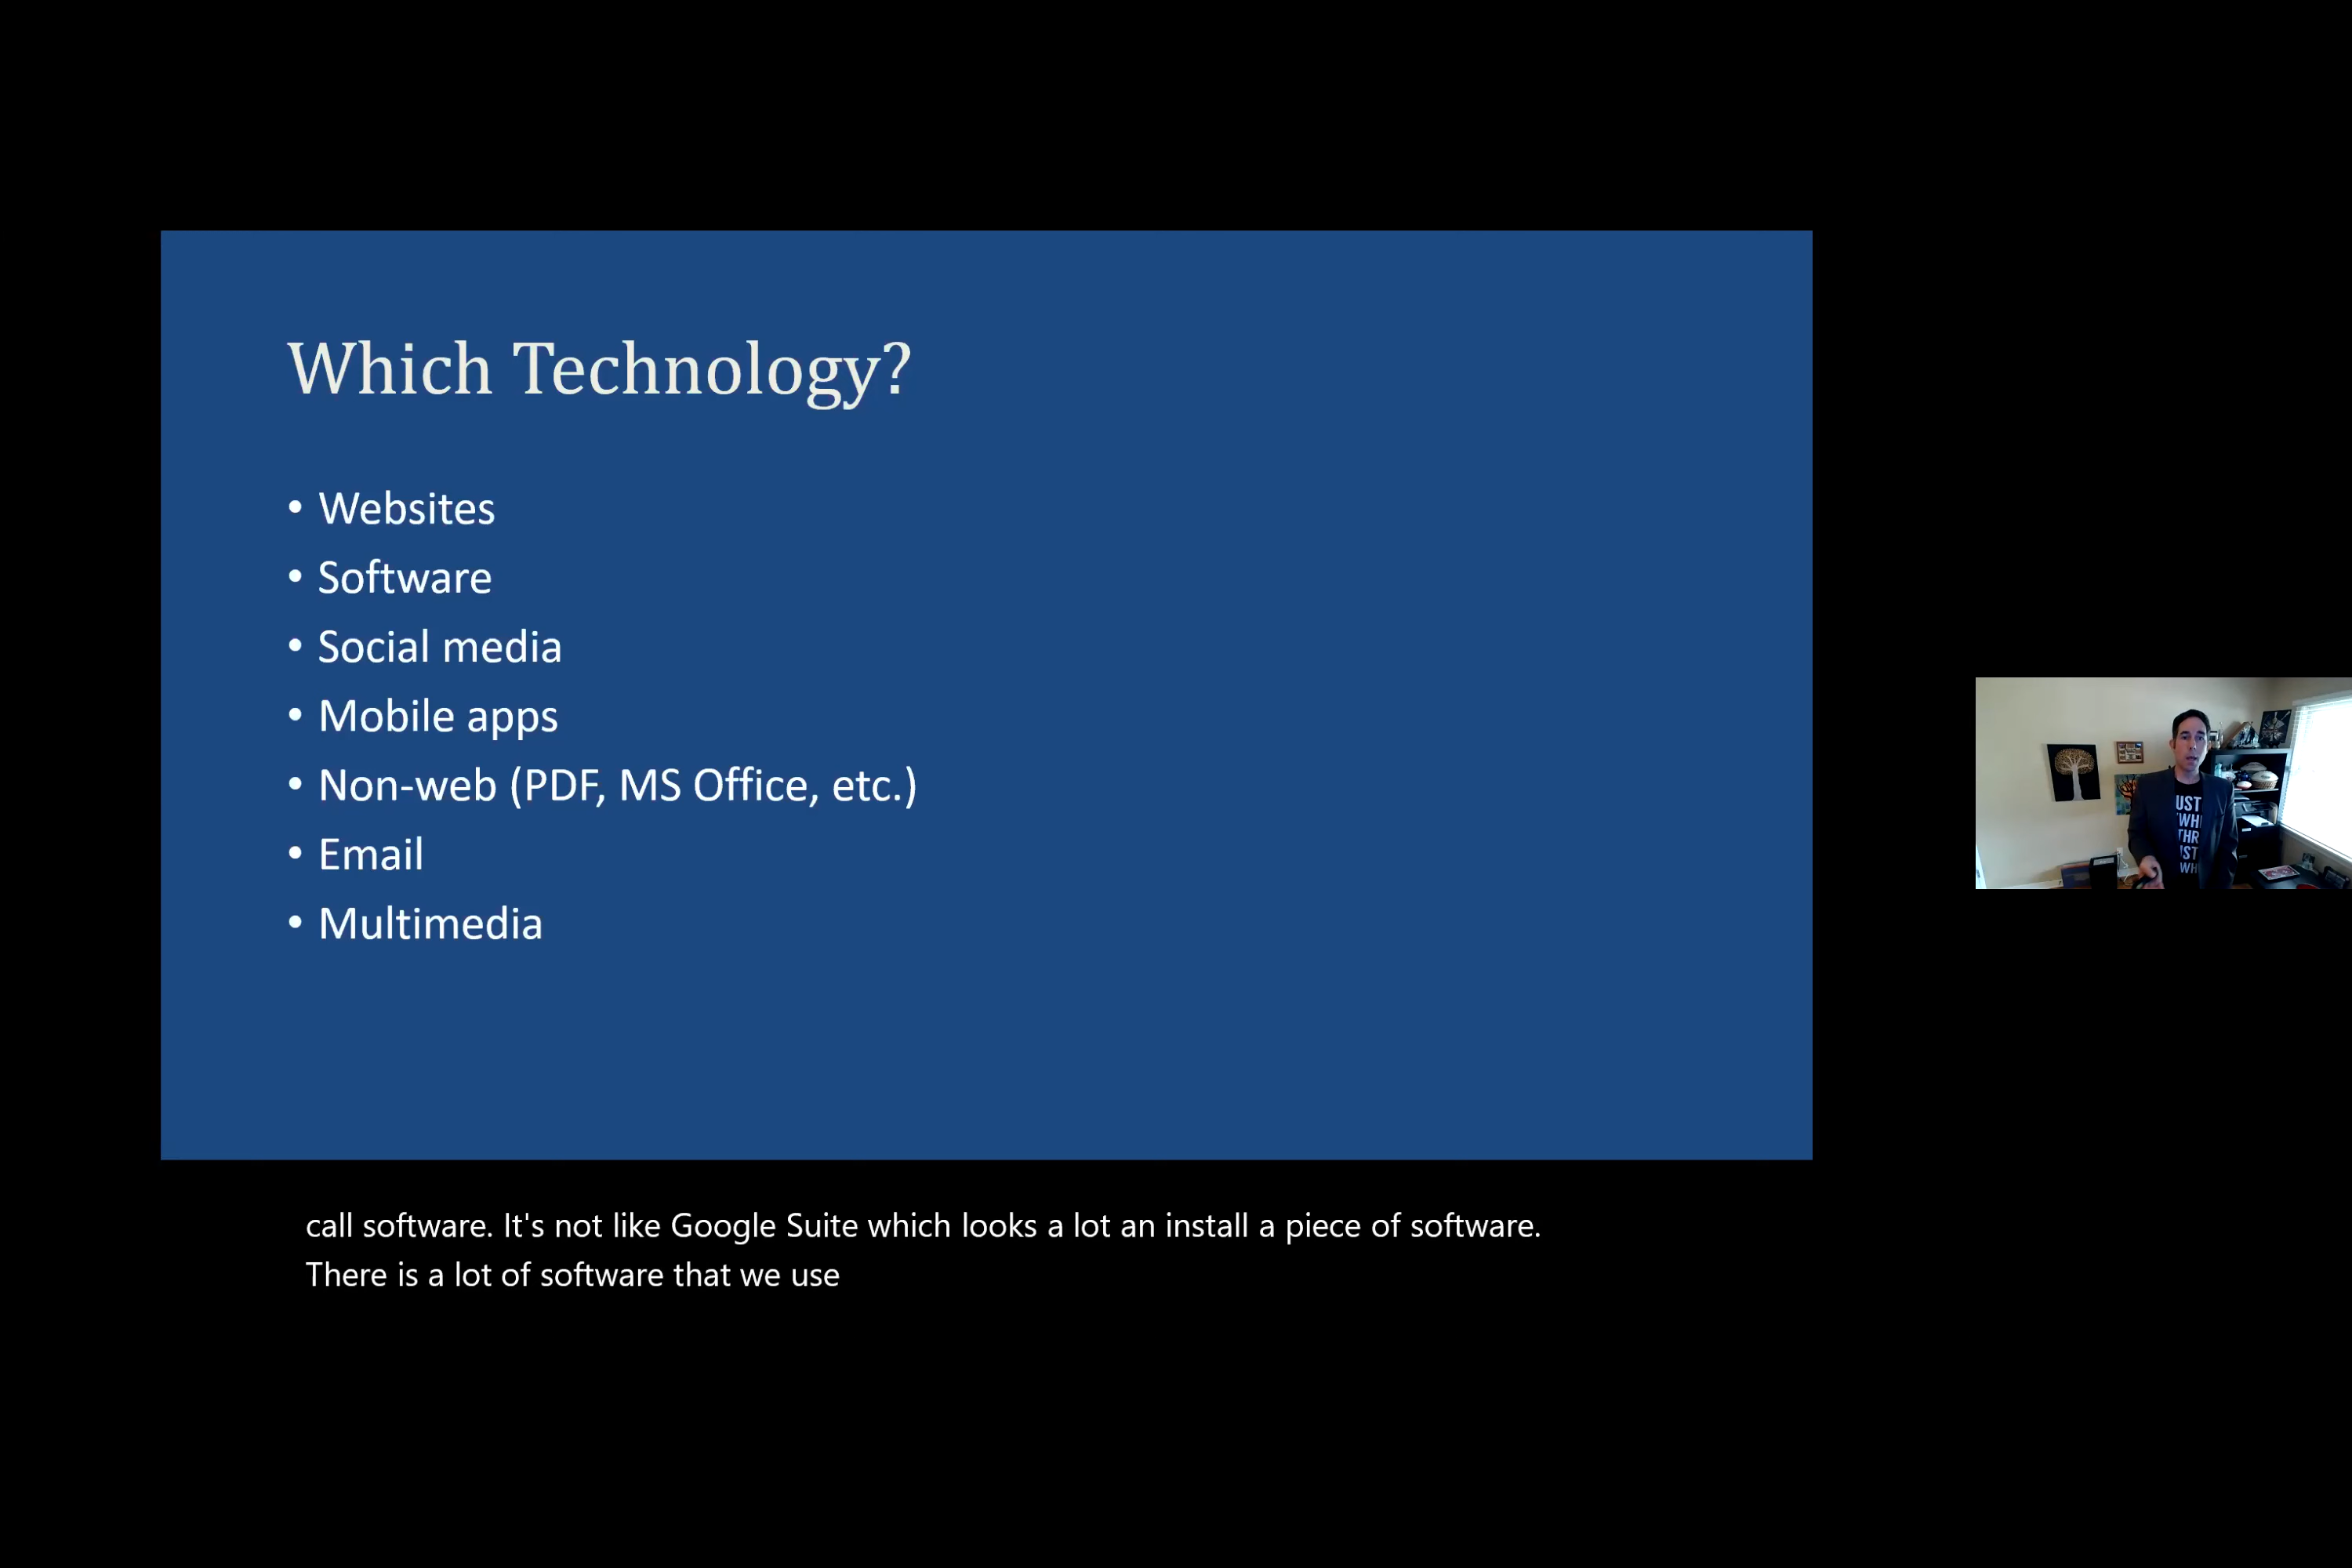 Which Technology?
• Websites
• Software
• Social media
• Mobile apps
• Non-web (PDF, MS Office, etc.)
• Email
• Multimedia
call software. It's not like Google Suite which looks a lot an install a piece of software.
There is a lot of software that we use